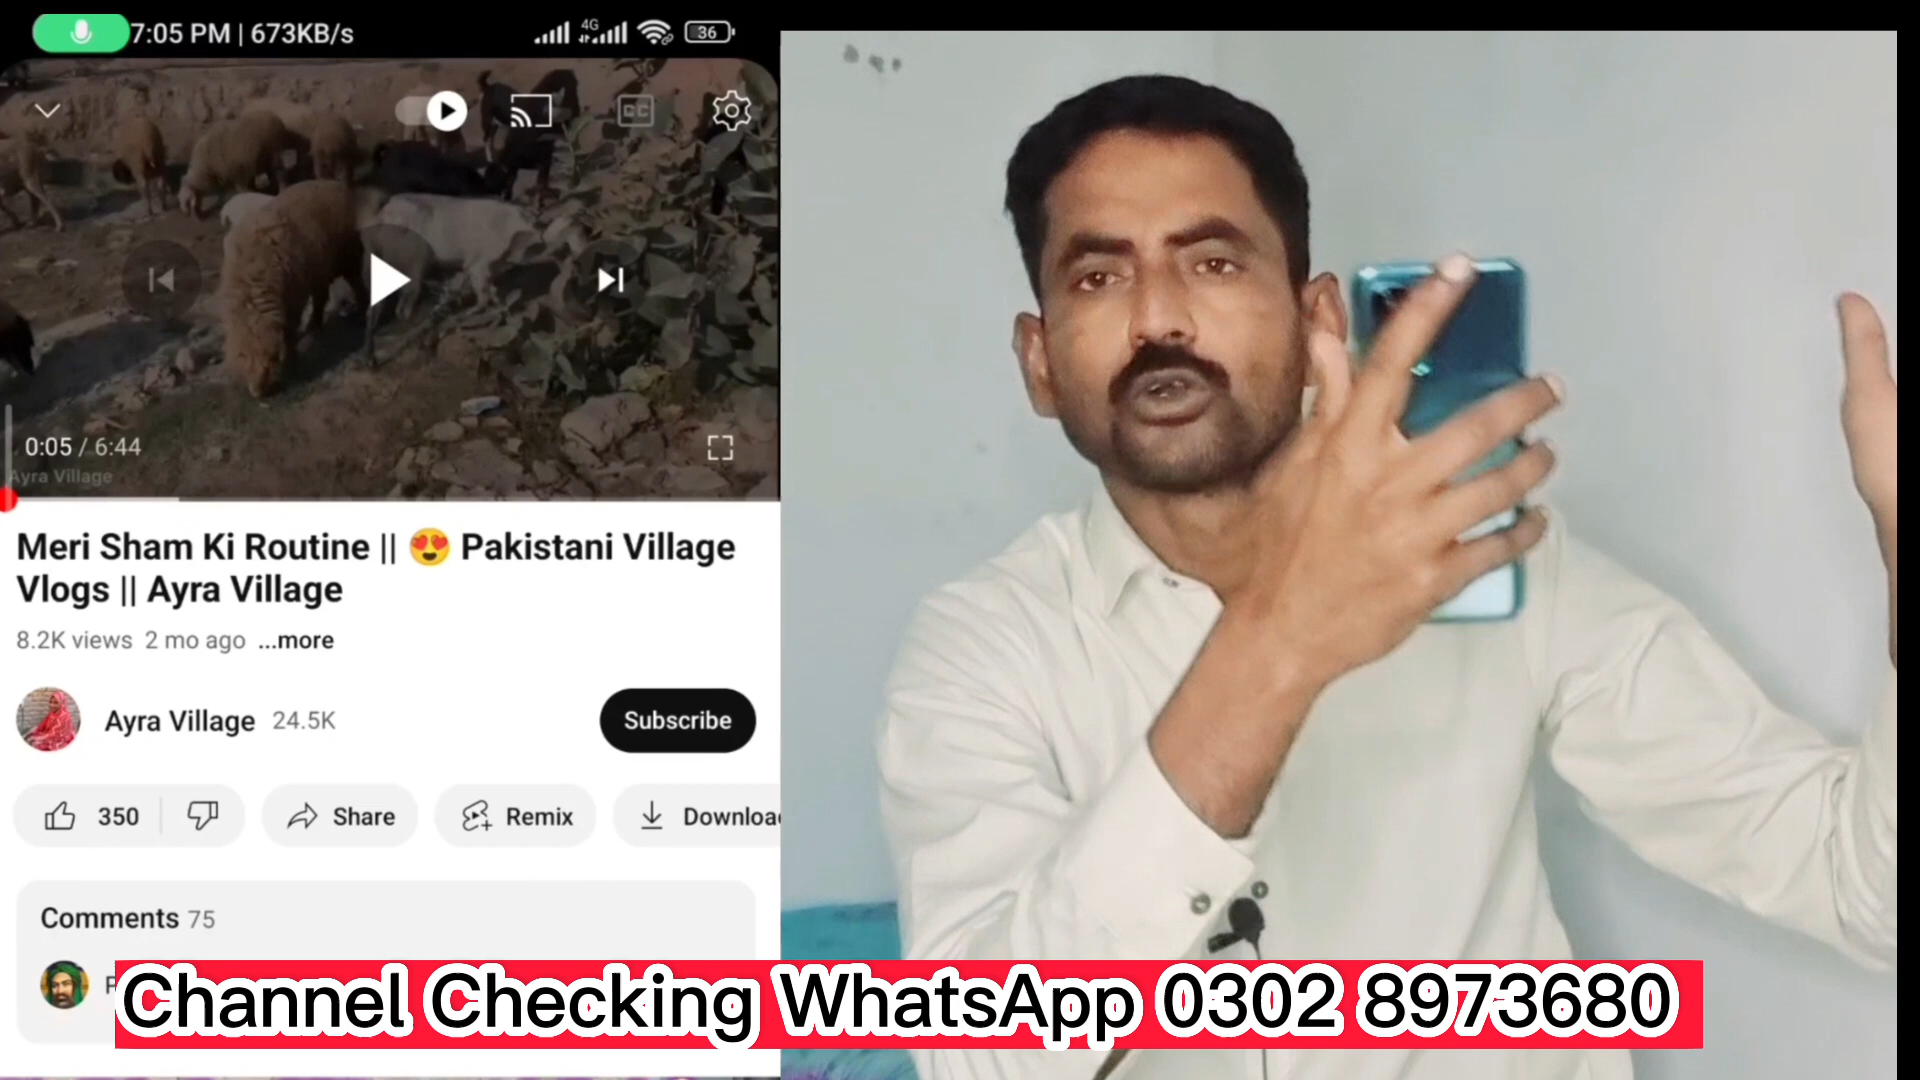 7:05 PM | 673KB/s
4G
36
CC
0:05 / 6:44
Ayra Village
Meri Sham Ki Routine || 😍 Pakistani Village
Vlogs || Ayra Village
8.2K views 2 mo ago ...more
Ayra Village 24.5K
Subscribe
350
Share
Remix
Comments 75
Channel Checking WhatsApp 0302 8973680